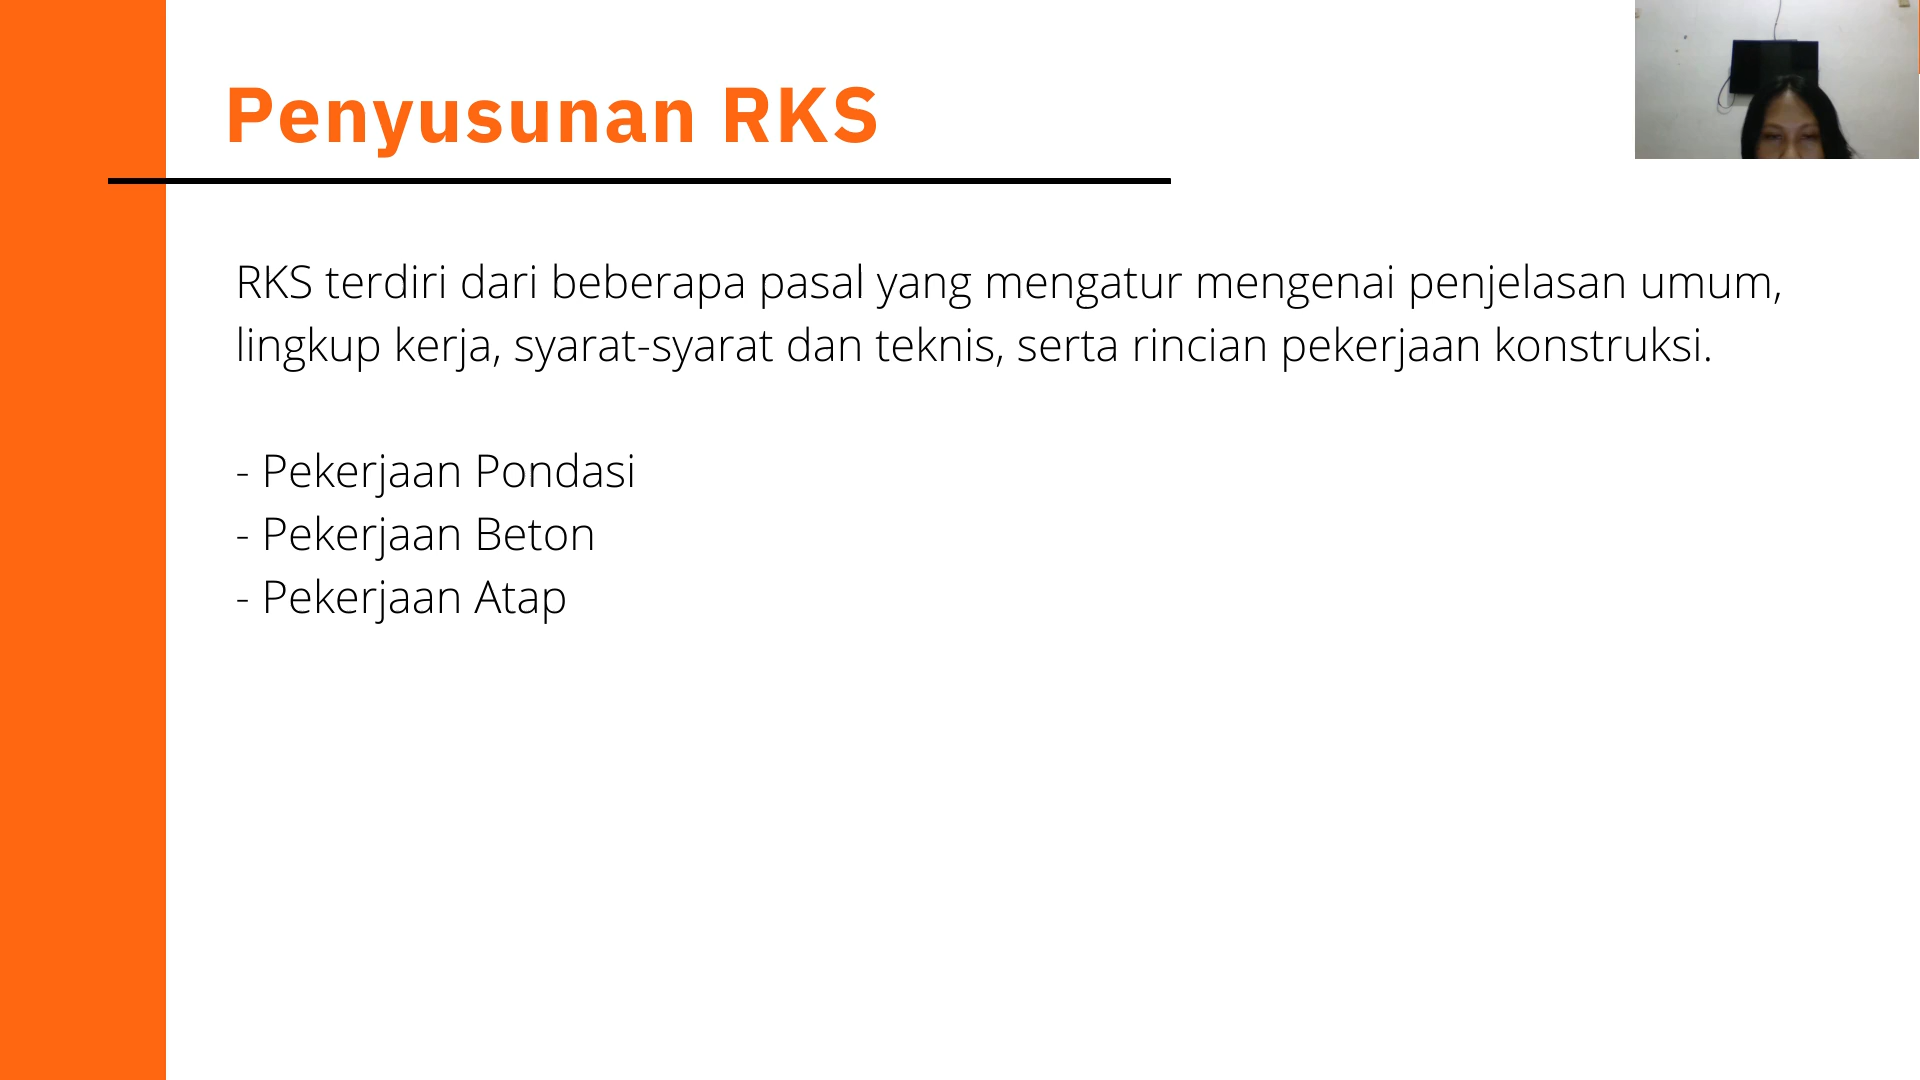 Penyusunan RKS
RKS terdiri dari beberapa pasal yang mengatur mengenai penjelasan umum,
lingkup kerja, syarat-syarat dan teknis, serta rincian pekerjaan konstruksi.
- Pekerjaan Pondasi
- Pekerjaan Beton
- Pekerjaan Atap